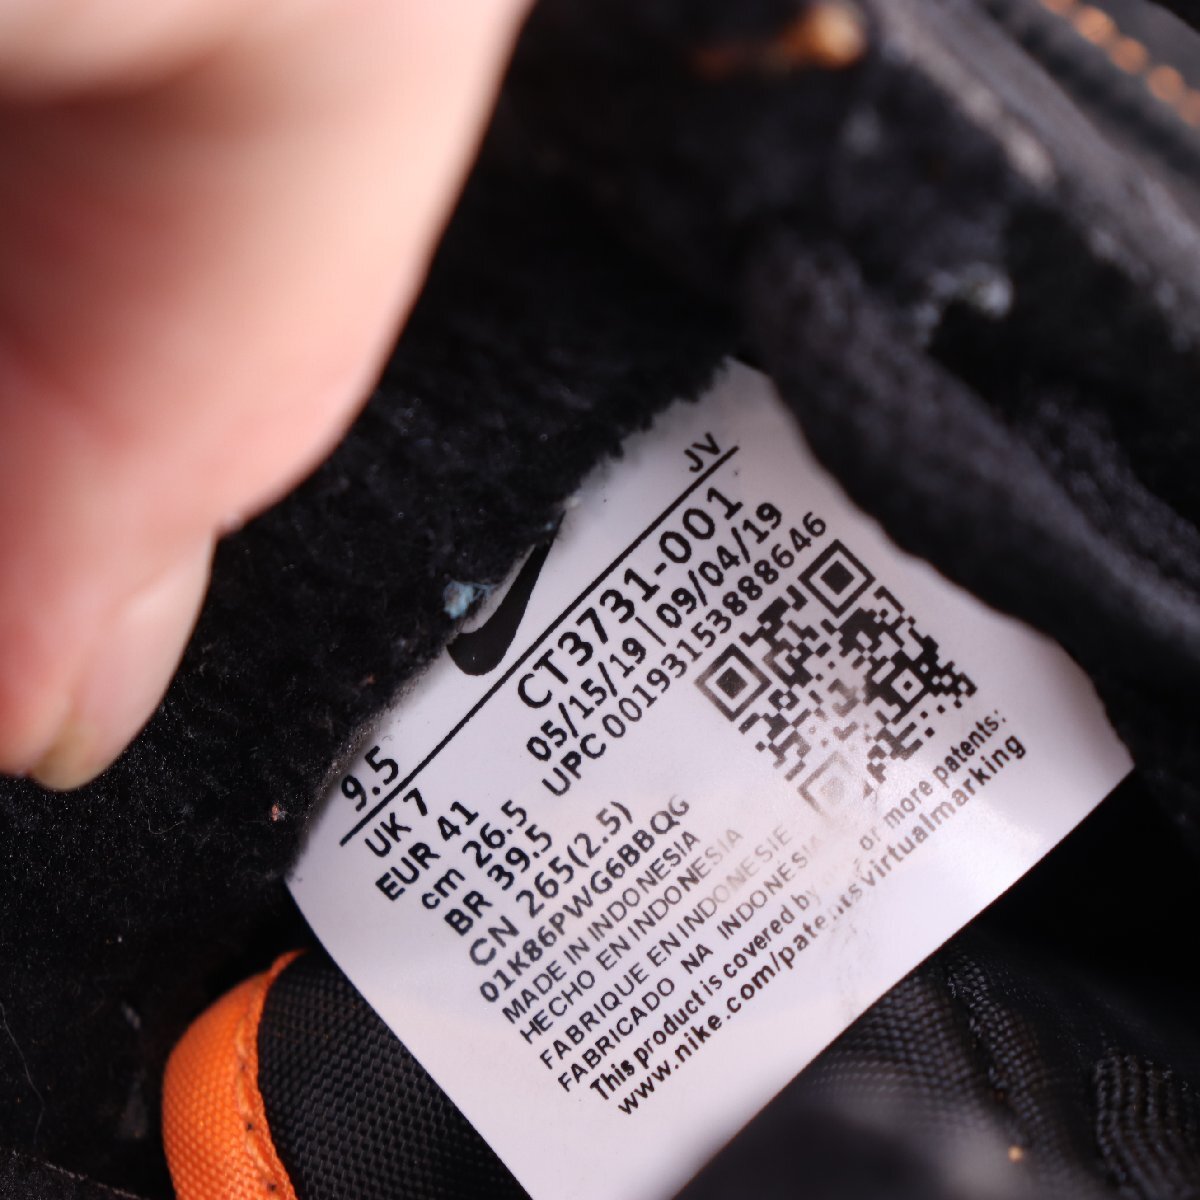 JV
9.5
CT3731-001
UK 7
05/15/19 | 09/04/19
EUR 41
UPC 00193153888646
cm 26.5
BR 39.5
CN 265(2.5)
01K86PWG6BBQG
MADE IN INDONESIA
HECHO EN INDONESIA
FABRIQUE EN INDONESIE
FABRICADO NA INDONESIA
This product is covered by or more patents:
www.nike.com/patents virtualmarking